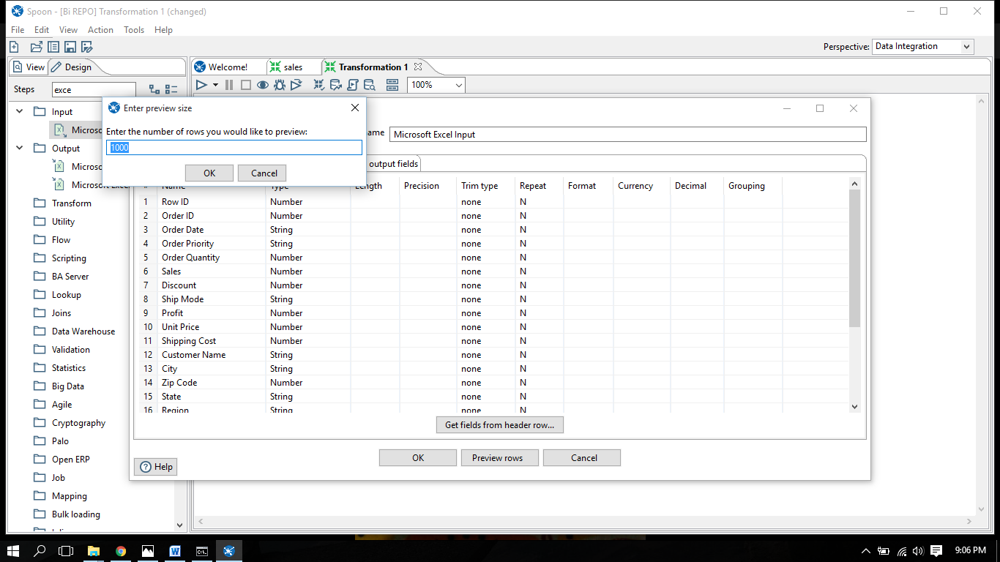 Spoon - [Bi REPO] Transformation 1 (changed)
File Edit View Action Tools Help
Perspective: Data Integration
View Design
Welcome! sales Transformation 1
Steps exce
100%
Enter preview size
Enter the number of rows you would like to preview:
1000
OK Cancel
Input
Output
Microsoft Exce
Transform
Utility
Flow
Scripting
BA Server
Lookup
Joins
Data Warehouse
Validation
Statistics
Big Data
Agile
Cryptography
Palo
Open ERP
Job
Mapping
Bulk loading
Microsoft Excel Input
output fields
# Name Type Length Precision Trim type Repeat Format Currency Decimal Grouping
1 Row ID Number none N
2 Order ID Number none N
3 Order Date String none N
4 Order Priority String none N
5 Order Quantity Number none N
6 Sales Number none N
7 Discount Number none N
8 Ship Mode String none N
9 Profit Number none N
10 Unit Price Number none N
11 Shipping Cost Number none N
12 Customer Name String none N
13 City String none N
14 Zip Code Number none N
15 State String none N
16 Region String none N
Get fields from header row...
OK Preview rows Cancel
Help
9:06 PM